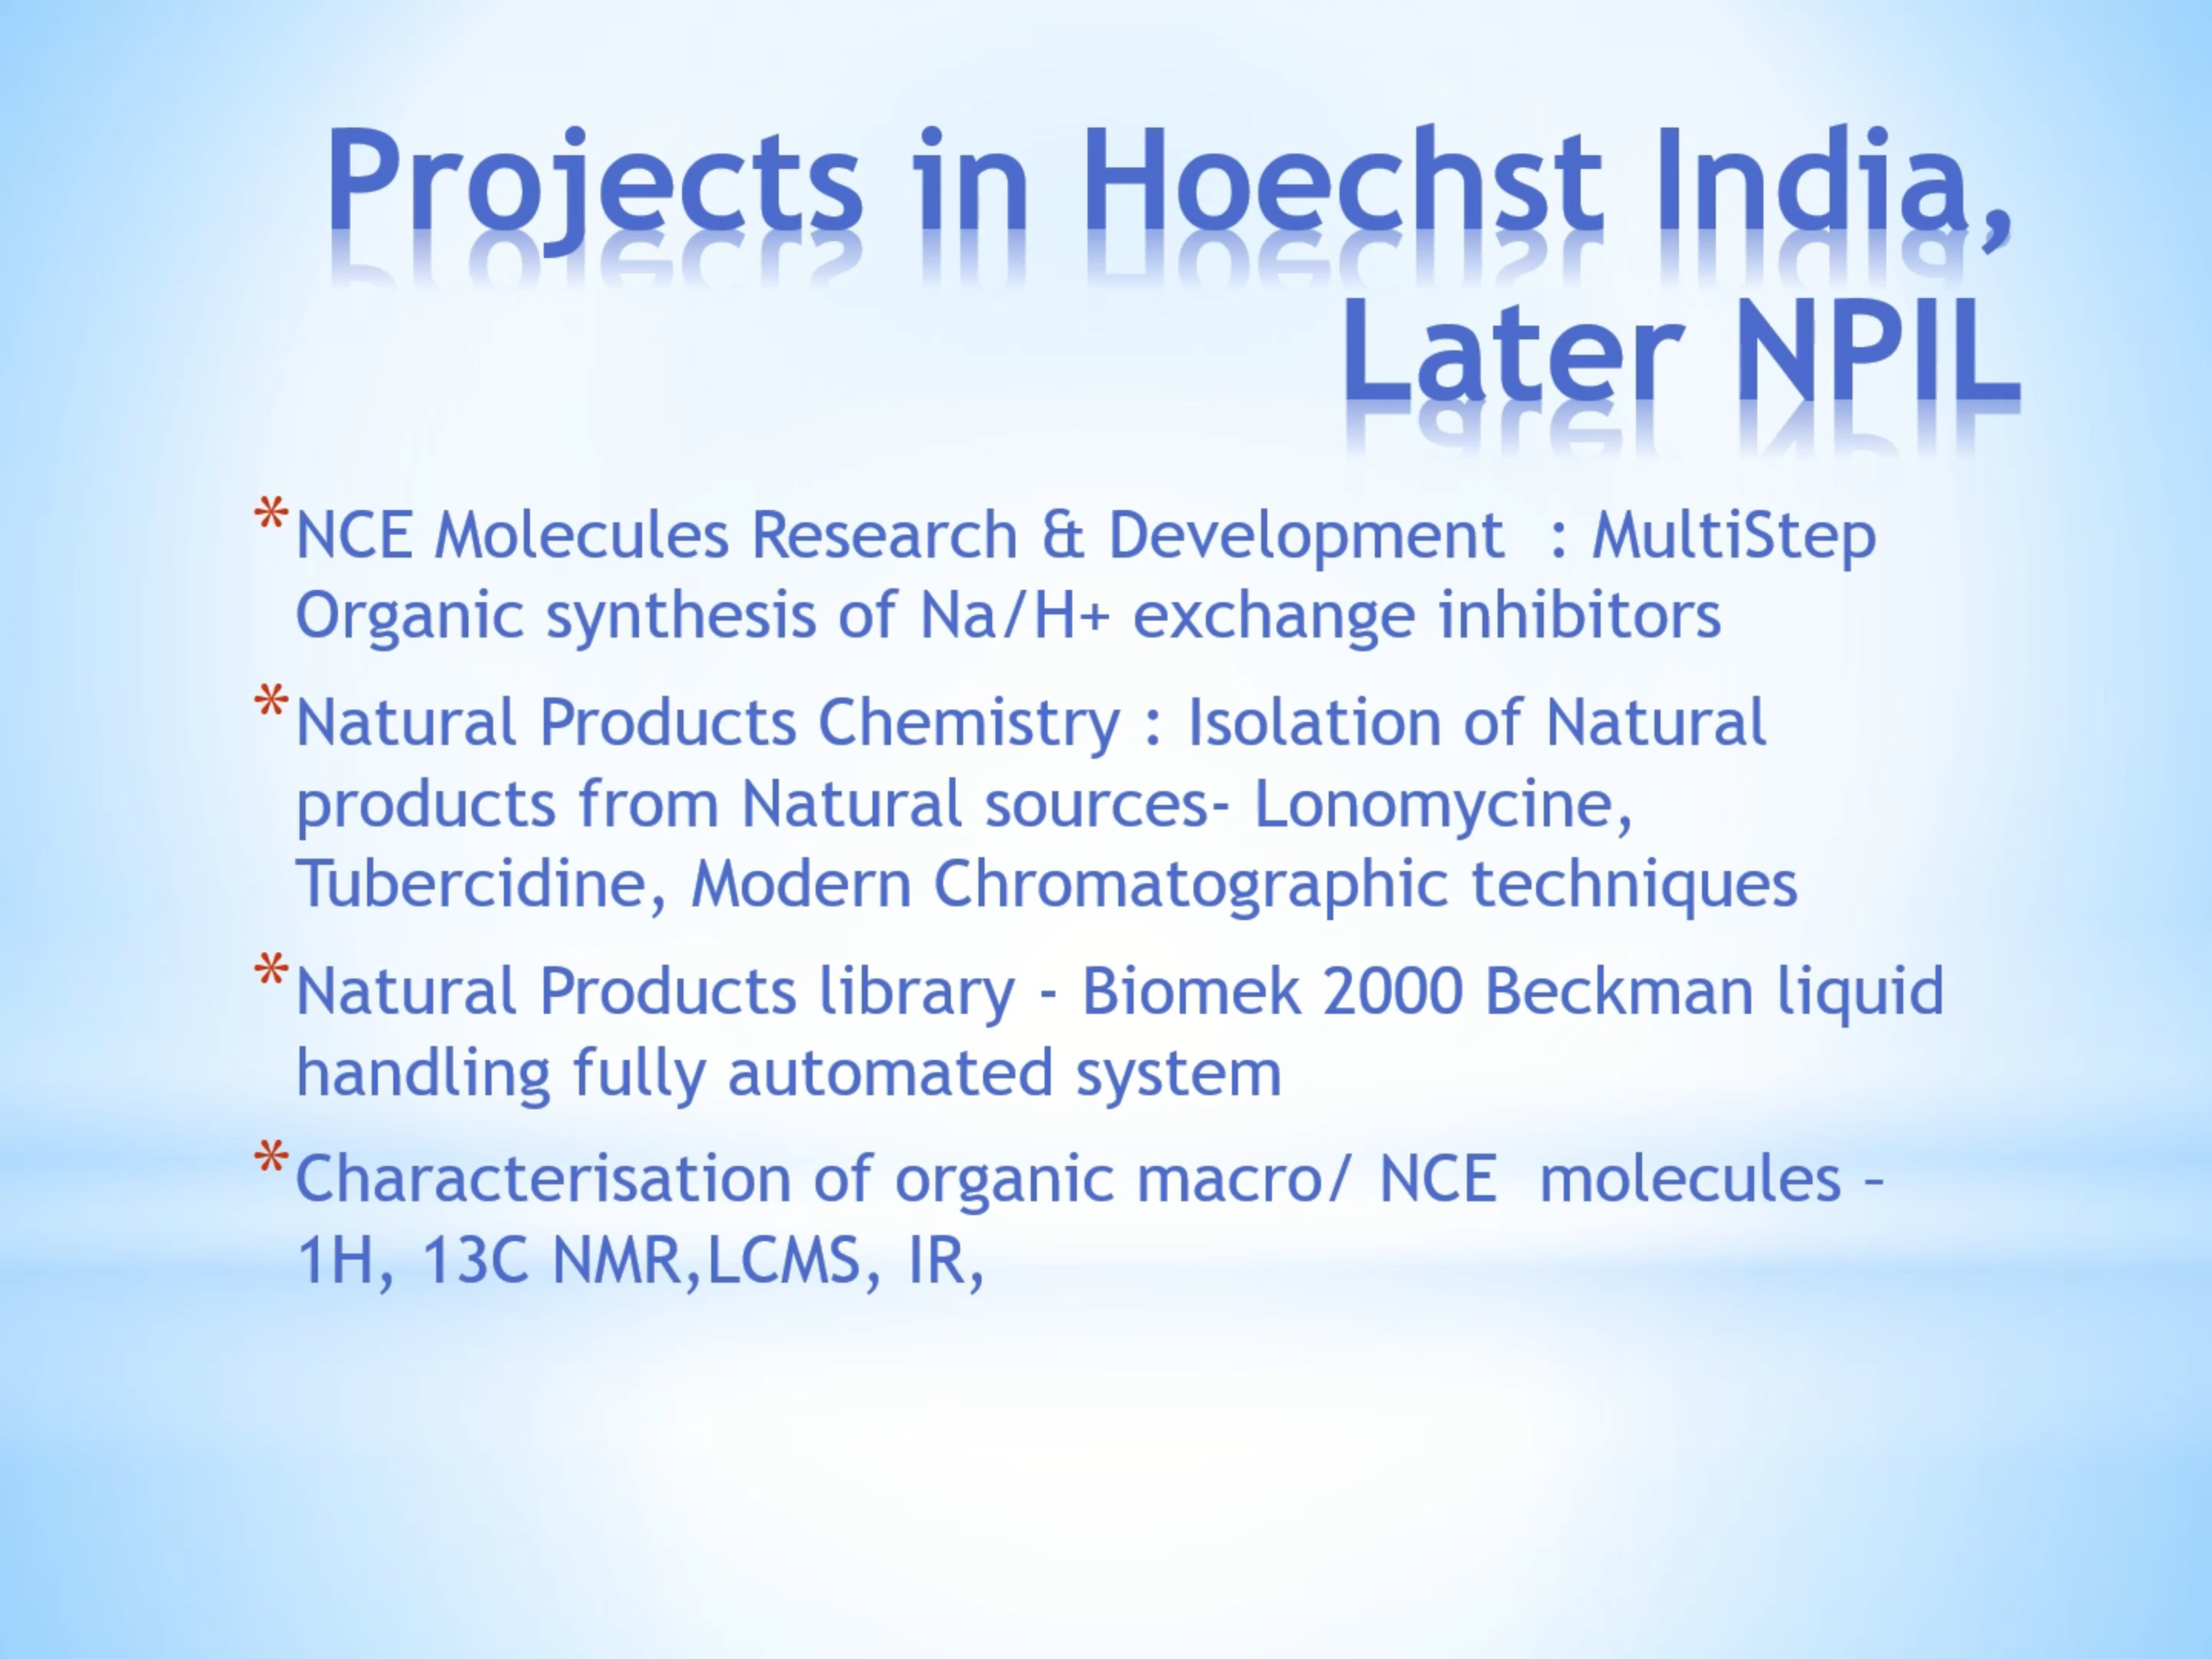 Projects in Hoechst India,
Later NPIL
* NCE Molecules Research & Development  : MultiStep
Organic synthesis of Na/H+ exchange inhibitors
* Natural Products Chemistry : Isolation of Natural
products from Natural sources- Lonomycine,
Tubercidine, Modern Chromatographic techniques
* Natural Products library - Biomek 2000 Beckman liquid
handling fully automated system
* Characterisation of organic macro/ NCE  molecules –
1H, 13C NMR,LCMS, IR,